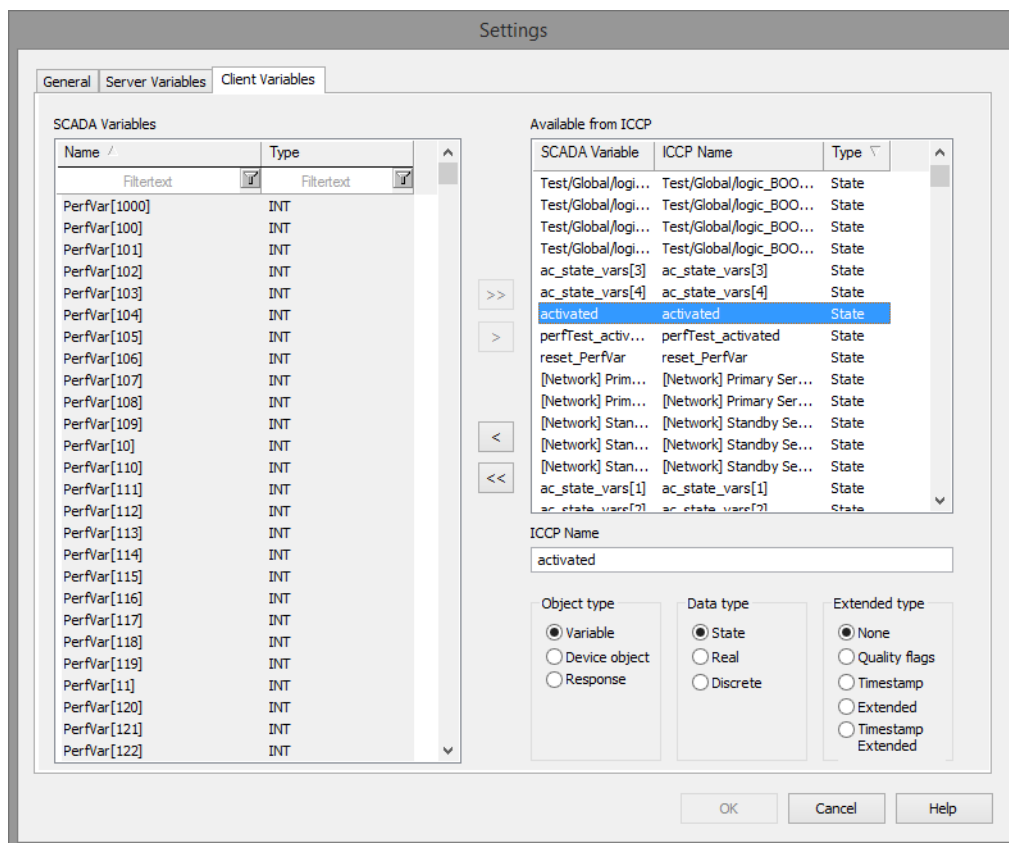 Settings
General Server Variables Client Variables
SCADA Variables
Name Type
Filtertext Filtertext
PerfVar[1000] INT
PerfVar[100] INT
PerfVar[101] INT
PerfVar[102] INT
PerfVar[103] INT
PerfVar[104] INT
PerfVar[105] INT
PerfVar[106] INT
PerfVar[107] INT
PerfVar[108] INT
PerfVar[109] INT
PerfVar[10] INT
PerfVar[110] INT
PerfVar[111] INT
PerfVar[112] INT
PerfVar[113] INT
PerfVar[114] INT
PerfVar[115] INT
PerfVar[116] INT
PerfVar[117] INT
PerfVar[118] INT
PerfVar[119] INT
PerfVar[11] INT
PerfVar[120] INT
PerfVar[121] INT
PerfVar[122] INT
>>
>
<
<<
Available from ICCP
SCADA Variable ICCP Name Type
Test/Global/logi... Test/Global/logic_BOO... State
Test/Global/logi... Test/Global/logic_BOO... State
Test/Global/logi... Test/Global/logic_BOO... State
Test/Global/logi... Test/Global/logic_BOO... State
ac_state_vars[3] ac_state_vars[3] State
ac_state_vars[4] ac_state_vars[4] State
activated activated State
perfTest_activ... perfTest_activated State
reset_PerfVar reset_PerfVar State
[Network] Prim... [Network] Primary Ser... State
[Network] Prim... [Network] Primary Ser... State
[Network] Stan... [Network] Standby Se... State
[Network] Stan... [Network] Standby Se... State
[Network] Stan... [Network] Standby Se... State
ac_state_vars[1] ac_state_vars[1] State
ac_state_vars[2] ac_state_vars[2] State
ICCP Name
activated
Object type
Variable
Device object
Response
Data type
State
Real
Discrete
Extended type
None
Quality flags
Timestamp
Extended
Timestamp
Extended
OK Cancel Help